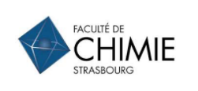 FACULTÉ DE
CHIMIE
STRASBOURG